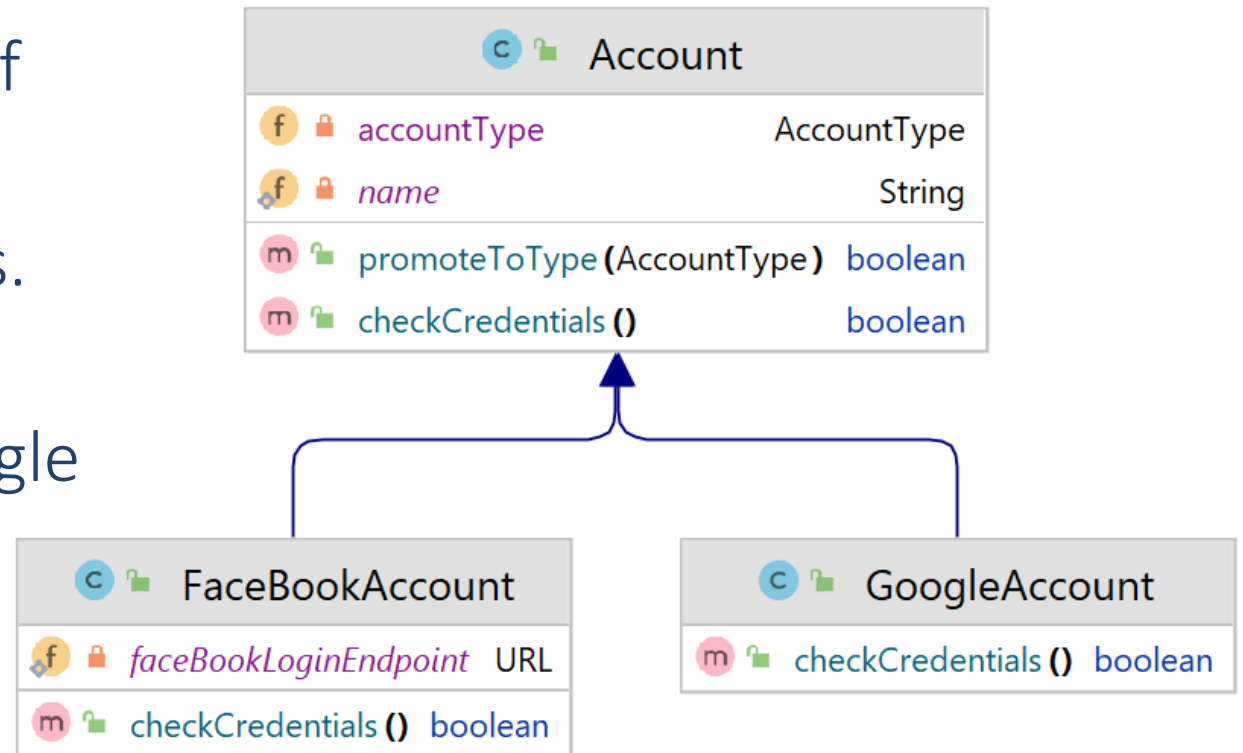 f
s.
gle
C Account
f accountType AccountType
f name String
m promoteToType(AccountType) boolean
m checkCredentials() boolean
C FaceBookAccount
f faceBookLoginEndpoint URL
m checkCredentials() boolean
C GoogleAccount
m checkCredentials() boolean